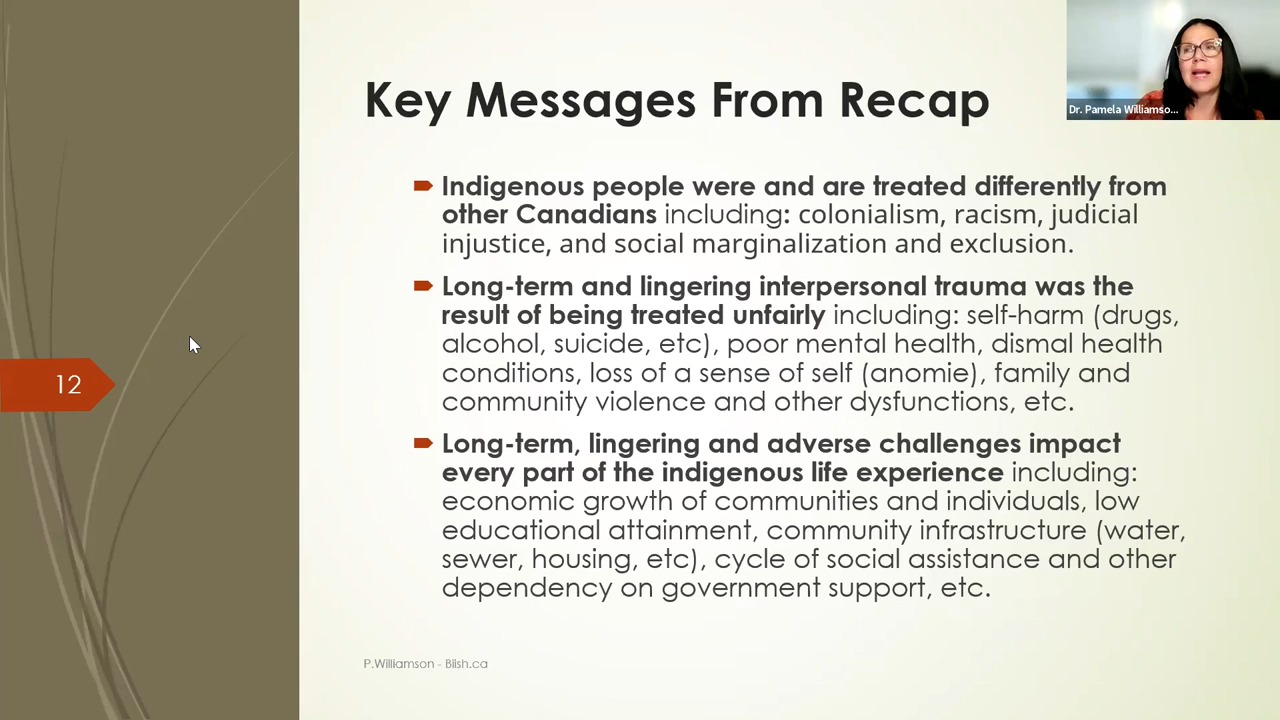 Key Messages From Recap
Dr. Pamela Williamso...
Indigenous people were and are treated differently from
other Canadians including: colonialism, racism, judicial
injustice, and social marginalization and exclusion.
Long-term and lingering interpersonal trauma was the
result of being treated unfairly including: self-harm (drugs,
alcohol, suicide, etc), poor mental health, dismal health
conditions, loss of a sense of self (anomie), family and
community violence and other dysfunctions, etc.
Long-term, lingering and adverse challenges impact
every part of the indigenous life experience including:
economic growth of communities and individuals, low
educational attainment, community infrastructure (water,
sewer, housing, etc), cycle of social assistance and other
dependency on government support, etc.
12
P.Williamson - Biish.ca